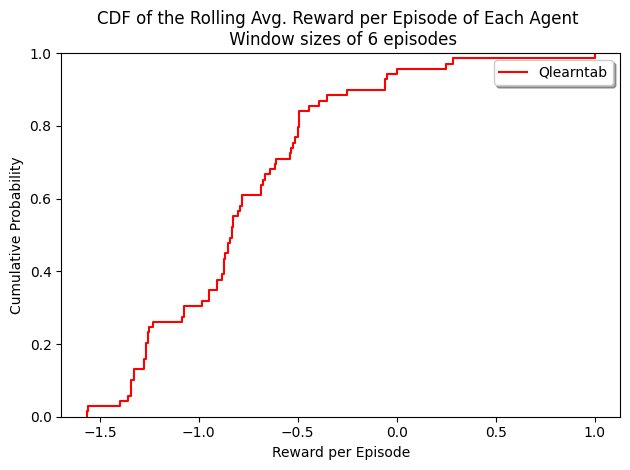 CDF of the Rolling Avg. Reward per Episode of Each Agent
Window sizes of 6 episodes
Qlearntab
1.0
0.8
0.6
0.4
0.2
0.0
Cumulative Probability
−1.5
−1.0
−0.5
0.0
0.5
1.0
Reward per Episode